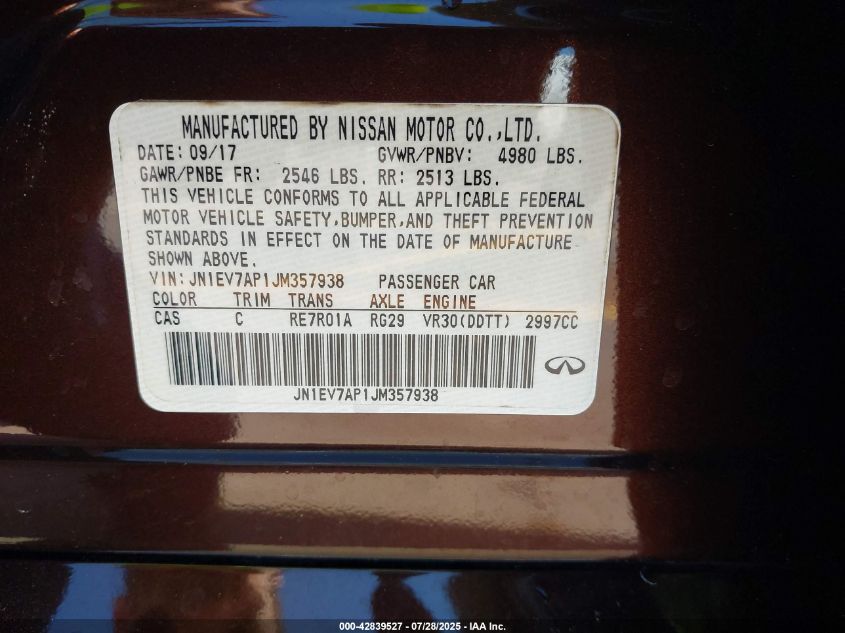 MANUFACTURED BY NISSAN MOTOR CO.,LTD.
DATE: 09/17 GVWR/PNBV: 4980 LBS.
GAWR/PNBE FR: 2546 LBS. RR: 2513 LBS.
THIS VEHICLE CONFORMS TO ALL APPLICABLE FEDERAL
MOTOR VEHICLE SAFETY,BUMPER,AND THEFT PREVENTION
STANDARDS IN EFFECT ON THE DATE OF MANUFACTURE
SHOWN ABOVE.
VIN: JN1EV7AP1JM357938 PASSENGER CAR
COLOR TRIM TRANS AXLE ENGINE
CAS C RE7R01A RG29 VR30(DDTT) 2997CC
JN1EV7AP1JM357938
000-42839527 - 07/28/2025 - IAA Inc.